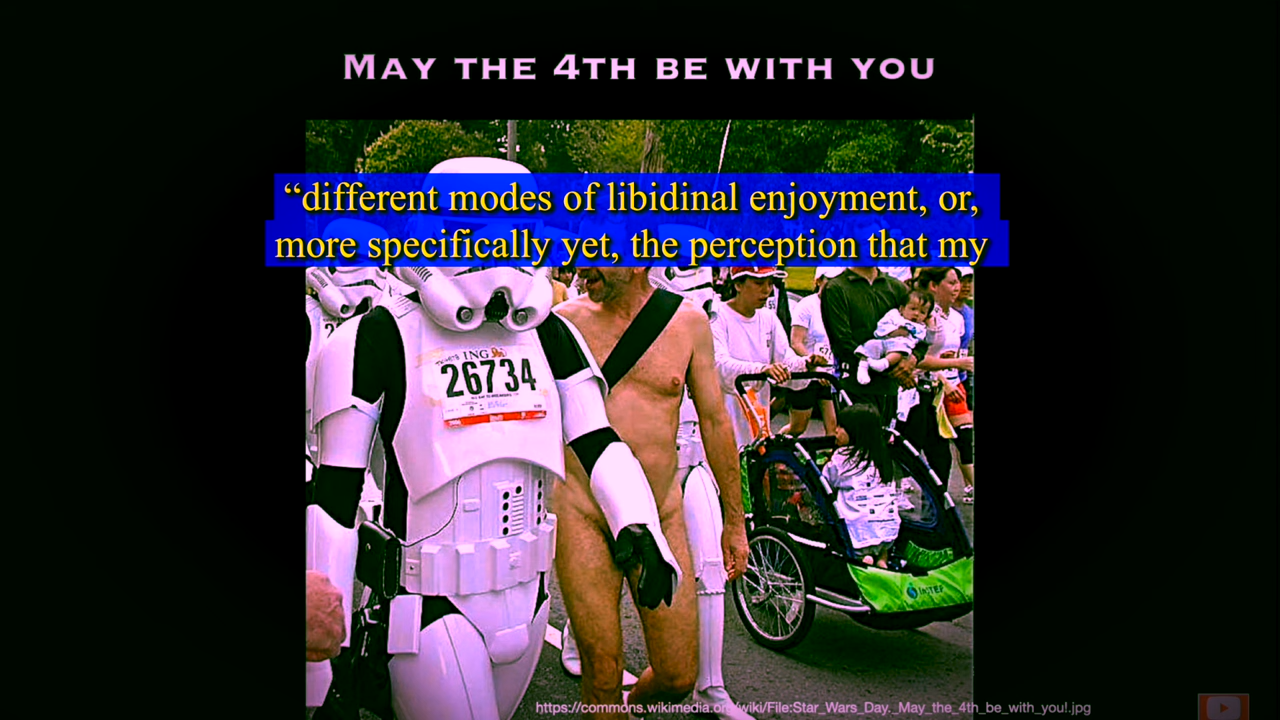 MAY THE 4TH BE WITH YOU
“different modes of libidinal enjoyment, or,
more specifically yet, the perception that my
ING
26734
INSTEP
https://commons.wikimedia.org/wiki/File:Star_Wars_Day._May_the_4th_be_with_you!.jpg